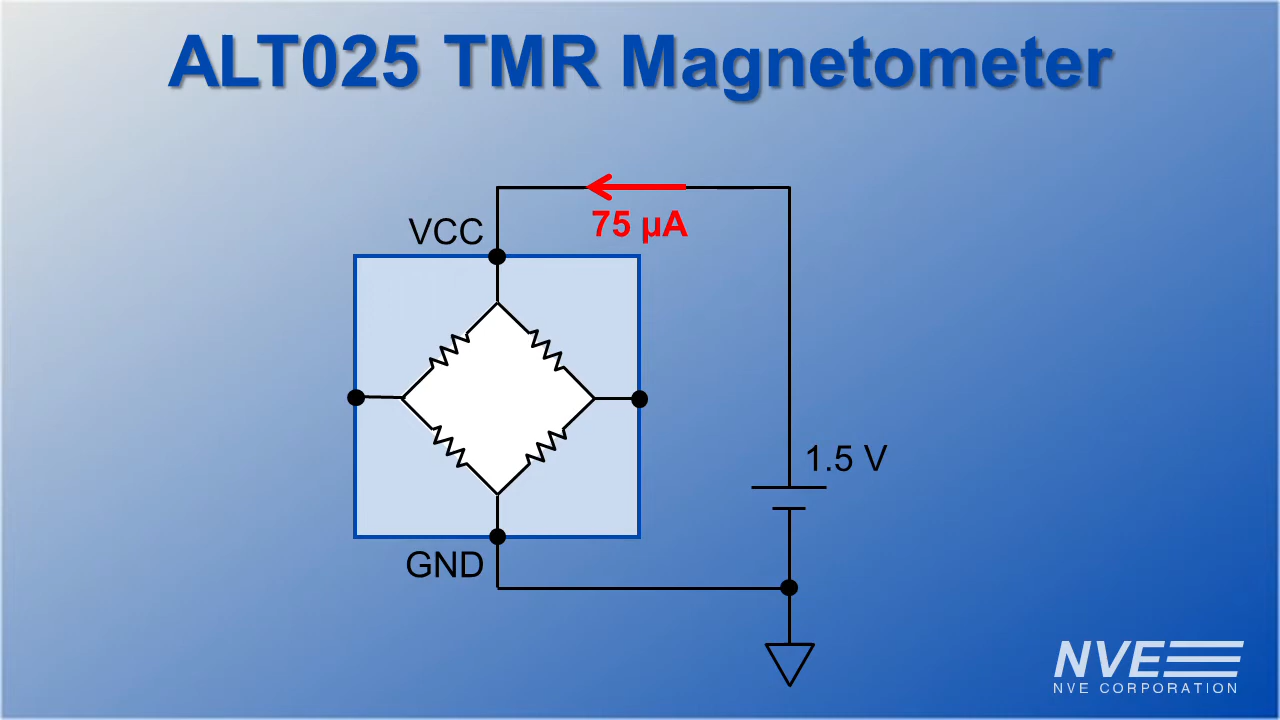 ALT025 TMR Magnetometer
75 µA
VCC
1.5 V
GND
NVE
NVE CORPORATION